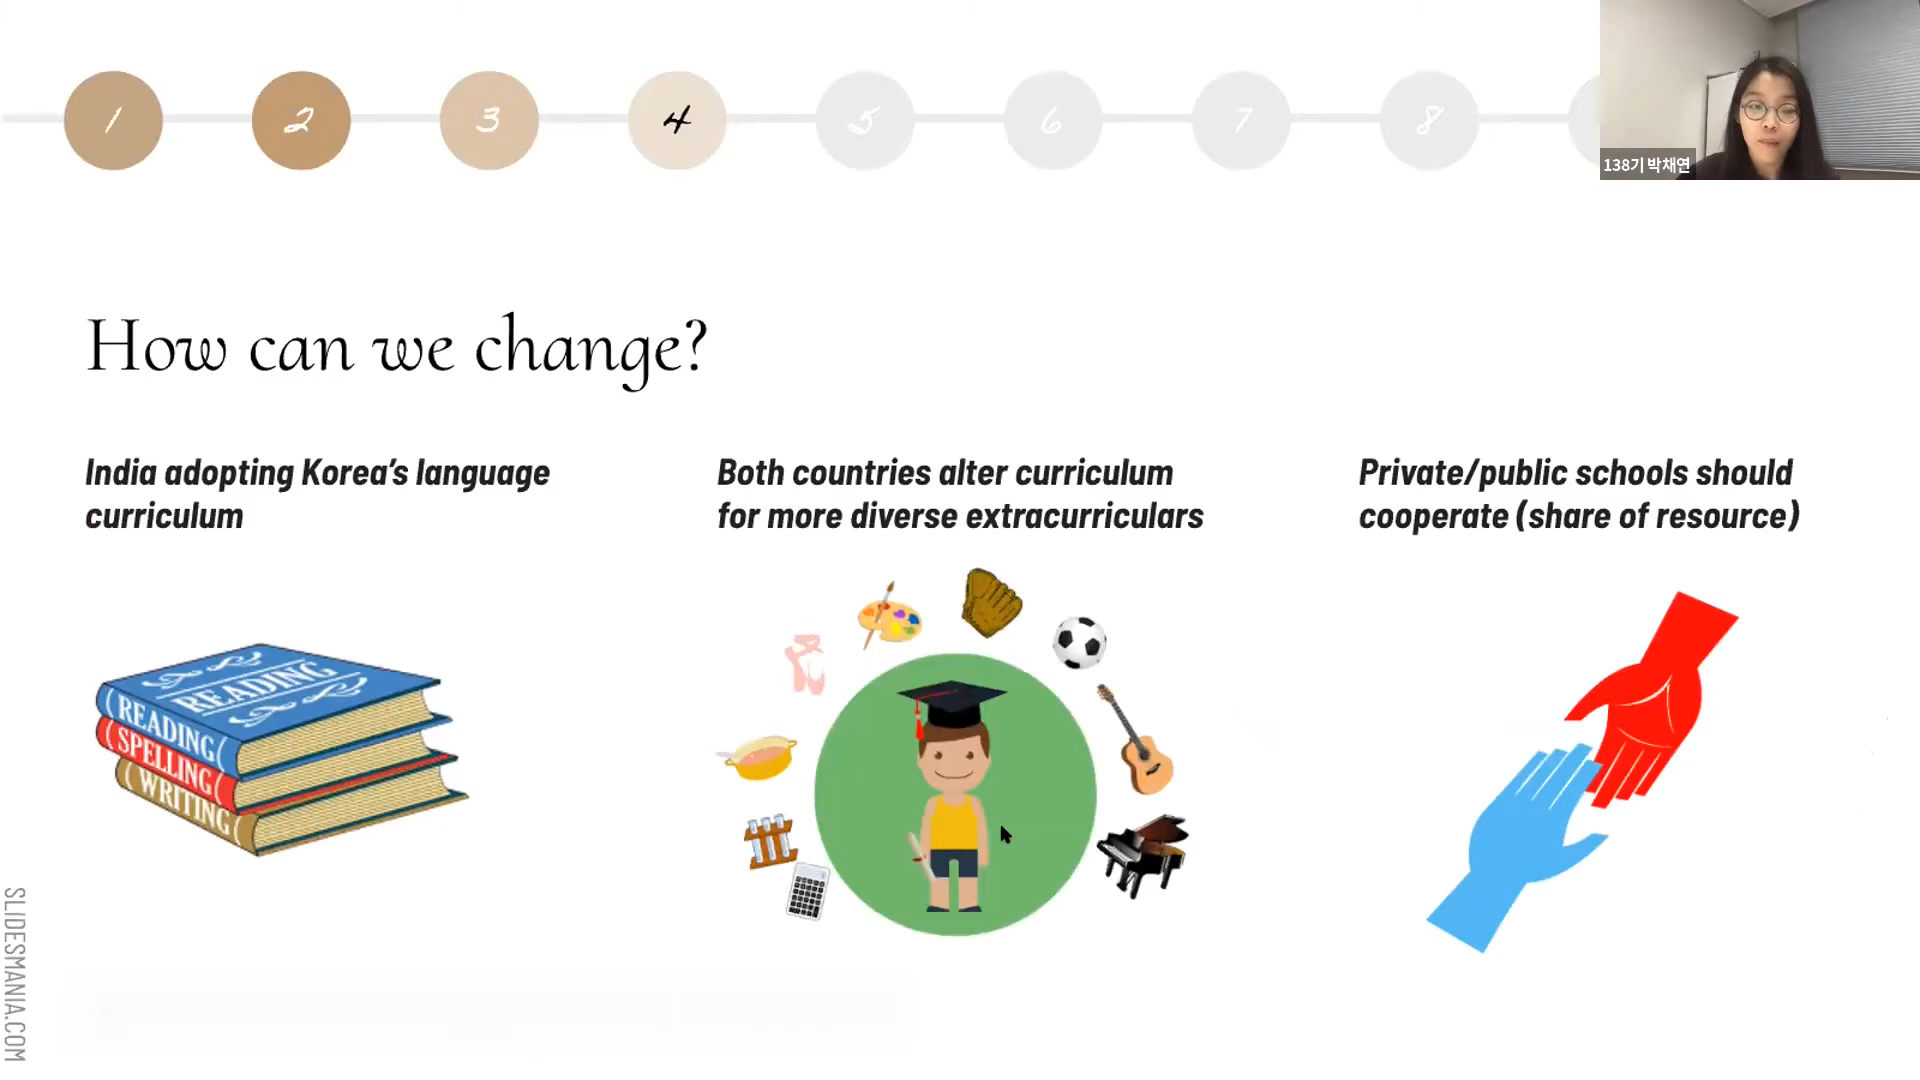 1
2
3
4
5
6
7
8
138기 박채연
How can we change?
India adopting Korea's language
curriculum
Both countries alter curriculum
for more diverse extracurriculars
Private/public schools should
cooperate (share of resource)
READING
READING
SPELLING
WRITING
SLIDESMANIA.COM